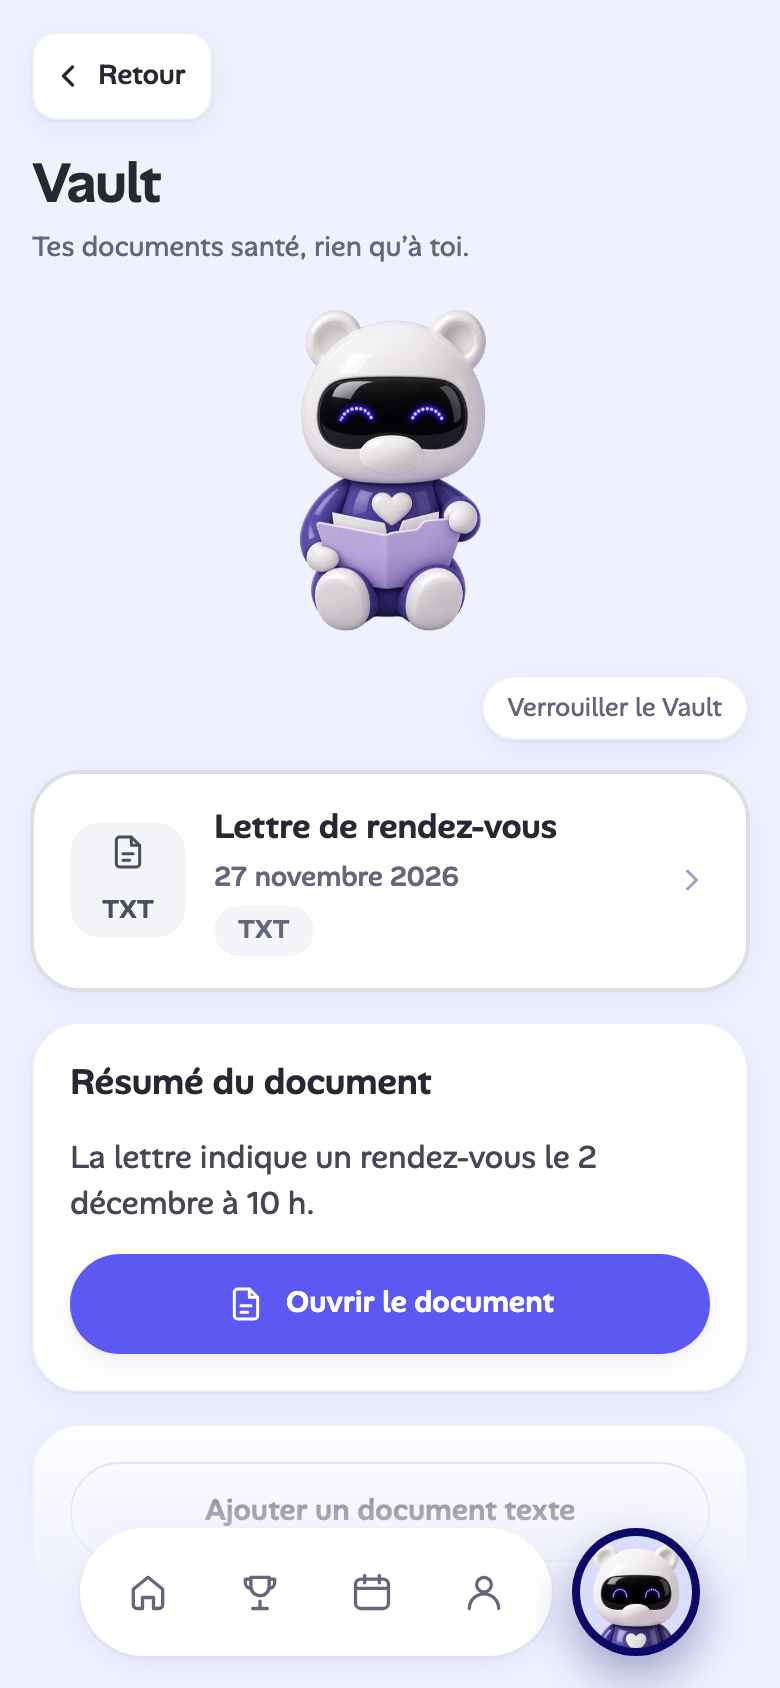 Retour
Vault
Tes documents santé, rien qu’à toi.
Verrouiller le Vault
TXT
Lettre de rendez-vous
27 novembre 2026
TXT
Résumé du document
La lettre indique un rendez-vous le 2
décembre à 10 h.
Ouvrir le document
Ajouter un document texte